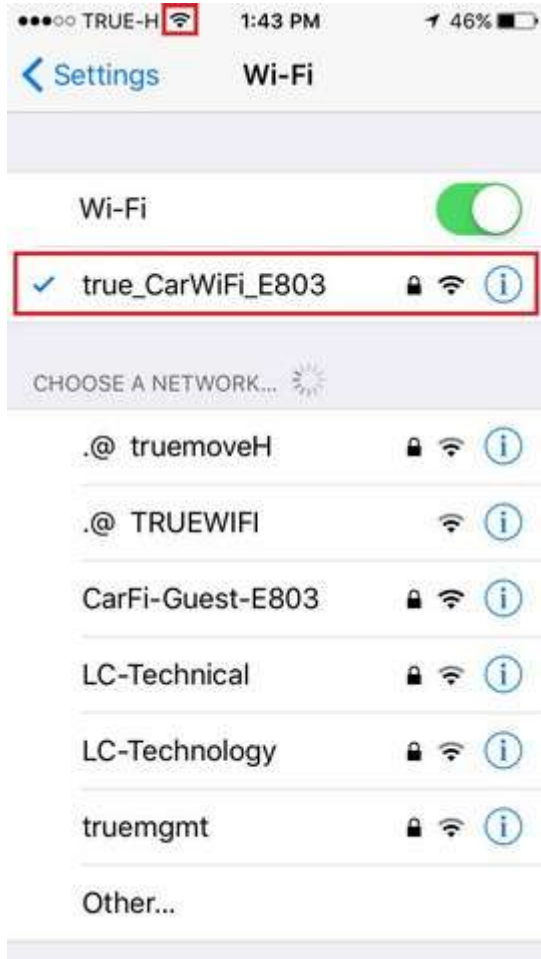 TRUE-H 1:43 PM 46%
Settings Wi-Fi
Wi-Fi
true_CarWiFi_E803
CHOOSE A NETWORK...
.@ truemoveH
.@ TRUEWIFI
CarFi-Guest-E803
LC-Technical
LC-Technology
truemgmt
Other...